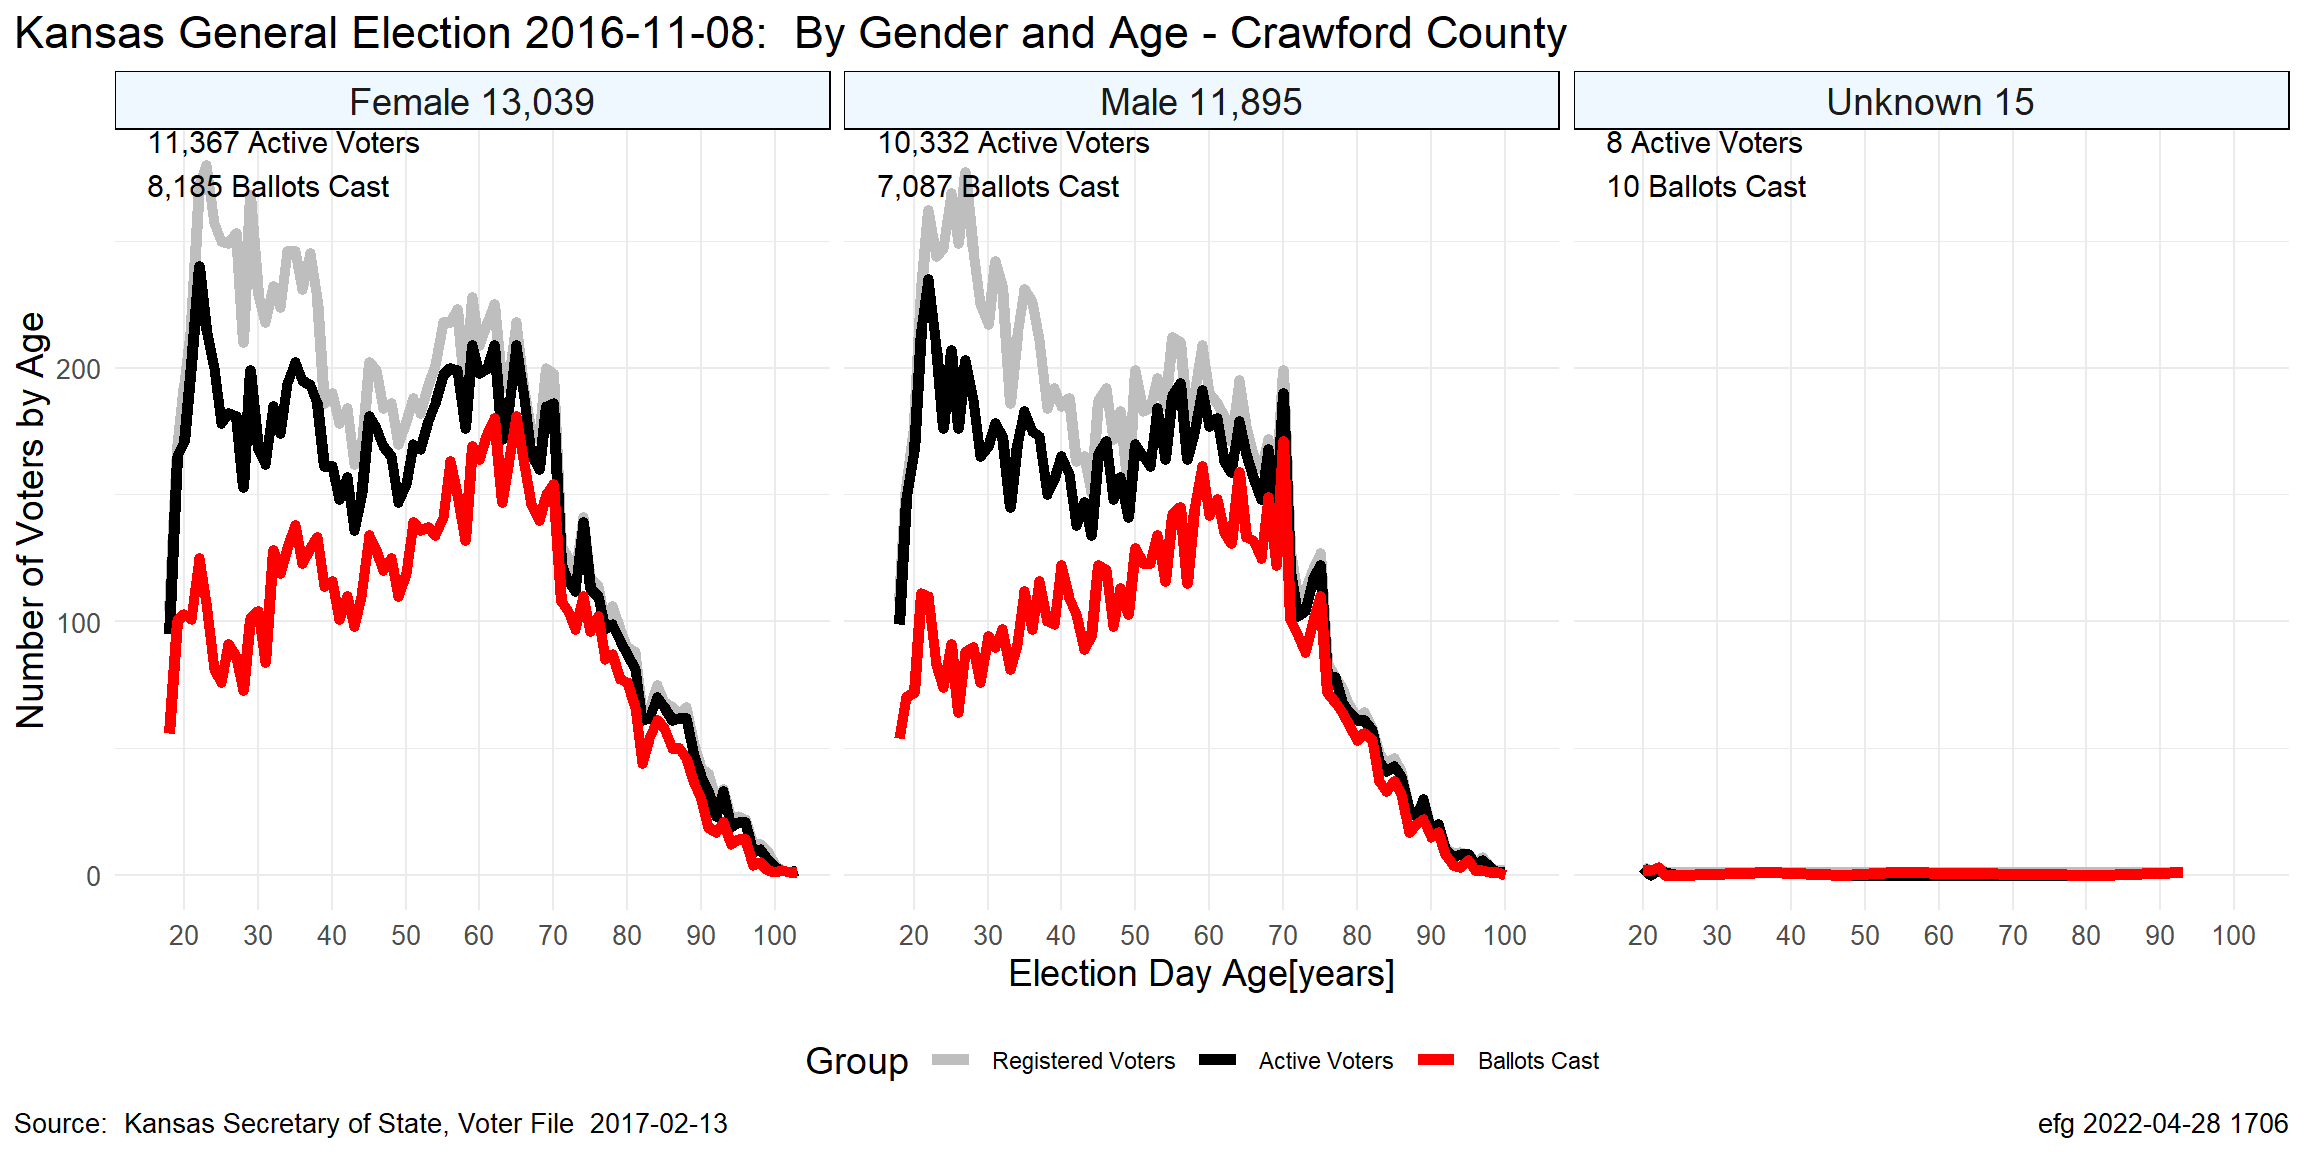 Kansas General Election 2016-11-08:  By Gender and Age - Crawford County
Female 13,039
Male 11,895
Unknown 15
11,367 Active Voters
8,185 Ballots Cast
10,332 Active Voters
7,087 Ballots Cast
8 Active Voters
10 Ballots Cast
Number of Voters by Age
200
100
0
20 30 40 50 60 70 80 90 100
20 30 40 50 60 70 80 90 100
20 30 40 50 60 70 80 90 100
Election Day Age[years]
Group Registered Voters Active Voters Ballots Cast
Source:  Kansas Secretary of State, Voter File  2017-02-13
efg 2022-04-28 1706